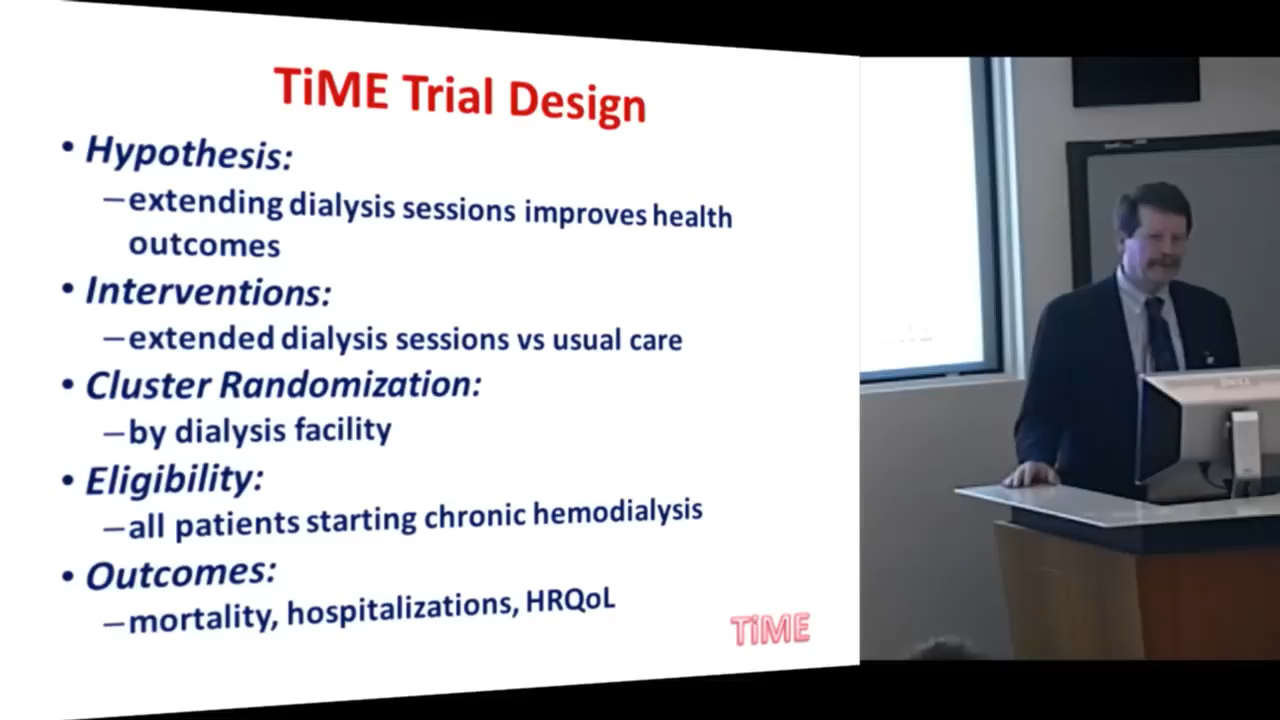 TiME Trial Design
• Hypothesis:
–extending dialysis sessions improves health
outcomes
• Interventions:
–extended dialysis sessions vs usual care
• Cluster Randomization:
–by dialysis facility
• Eligibility:
–all patients starting chronic hemodialysis
• Outcomes:
–mortality, hospitalizations, HRQoL
TiME
DELL